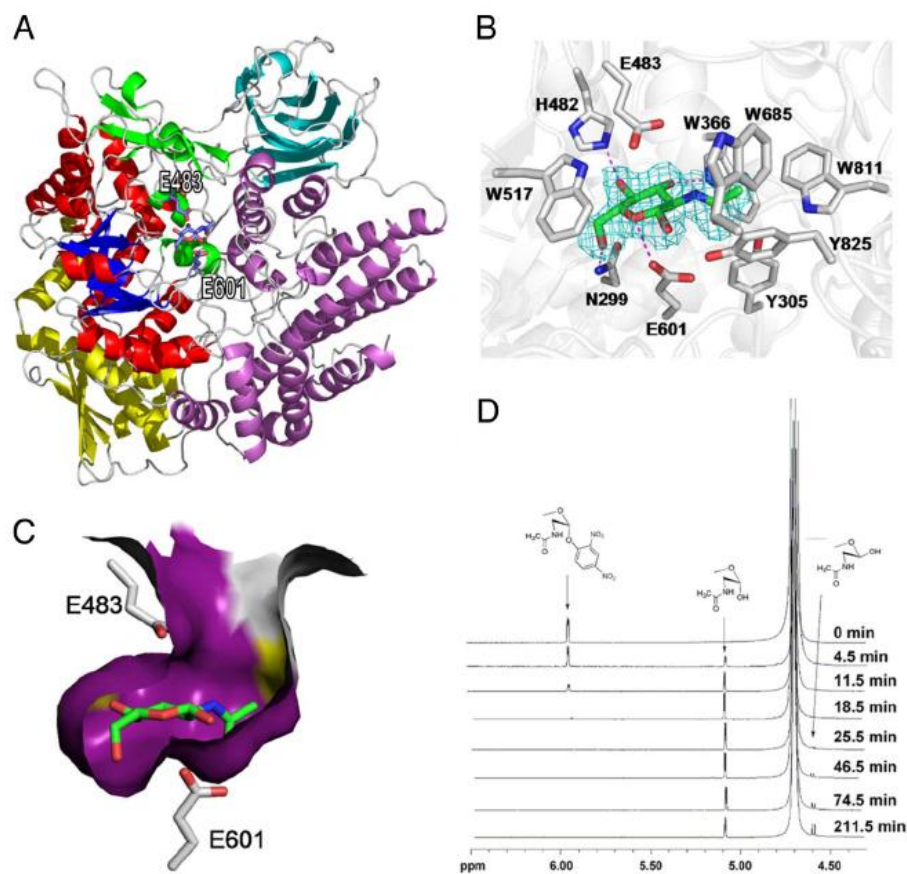 A
E483
E601
B
E483
H482
W366
W685
W517
W811
Y825
N299
E601
Y305
C
E483
E601
D
H₃C
NH
O
O
O
NO₂
NO₂
O
H₃C
NH
OH
O
O
OH
H₃C
NH
O
0 min
4.5 min
11.5 min
18.5 min
25.5 min
46.5 min
74.5 min
211.5 min
ppm 6.00 5.50 5.00 4.50